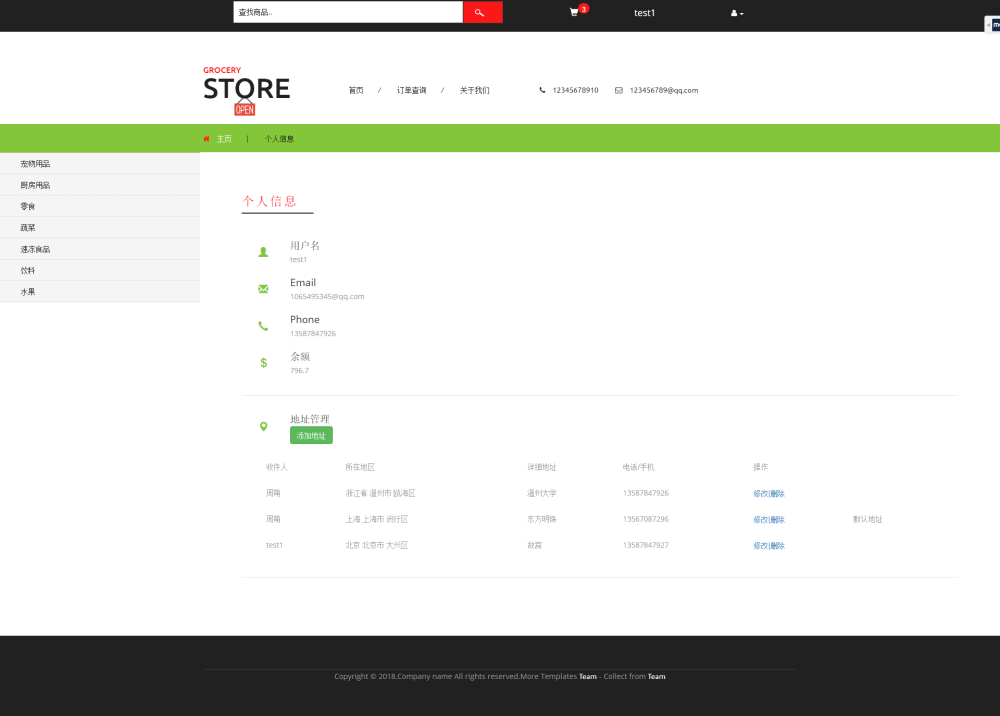 查找商品..
3
test1
GROCERY
STORE
OPEN
首页 / 订单查询 / 关于我们
12345678910
123456789@qq.com
主页 | 个人信息
宠物用品
厨房用品
零食
蔬菜
速冻食品
饮料
水果
个人信息
用户名
test1
Email
1065495345@qq.com
Phone
13587847926
余额
796.7
地址管理
添加地址
收件人 所在地区 详细地址 电话/手机 操作
周萌 浙江省 温州市 瓯海区 温州大学 13587847926 修改|删除
周萌 上海 上海市 闵行区 东方明珠 13567087296 修改|删除 默认地址
test1 北京 北京市 大兴区 故宫 13587847927 修改|删除
Copyright © 2018.Company name All rights reserved.More Templates Team - Collect from Team